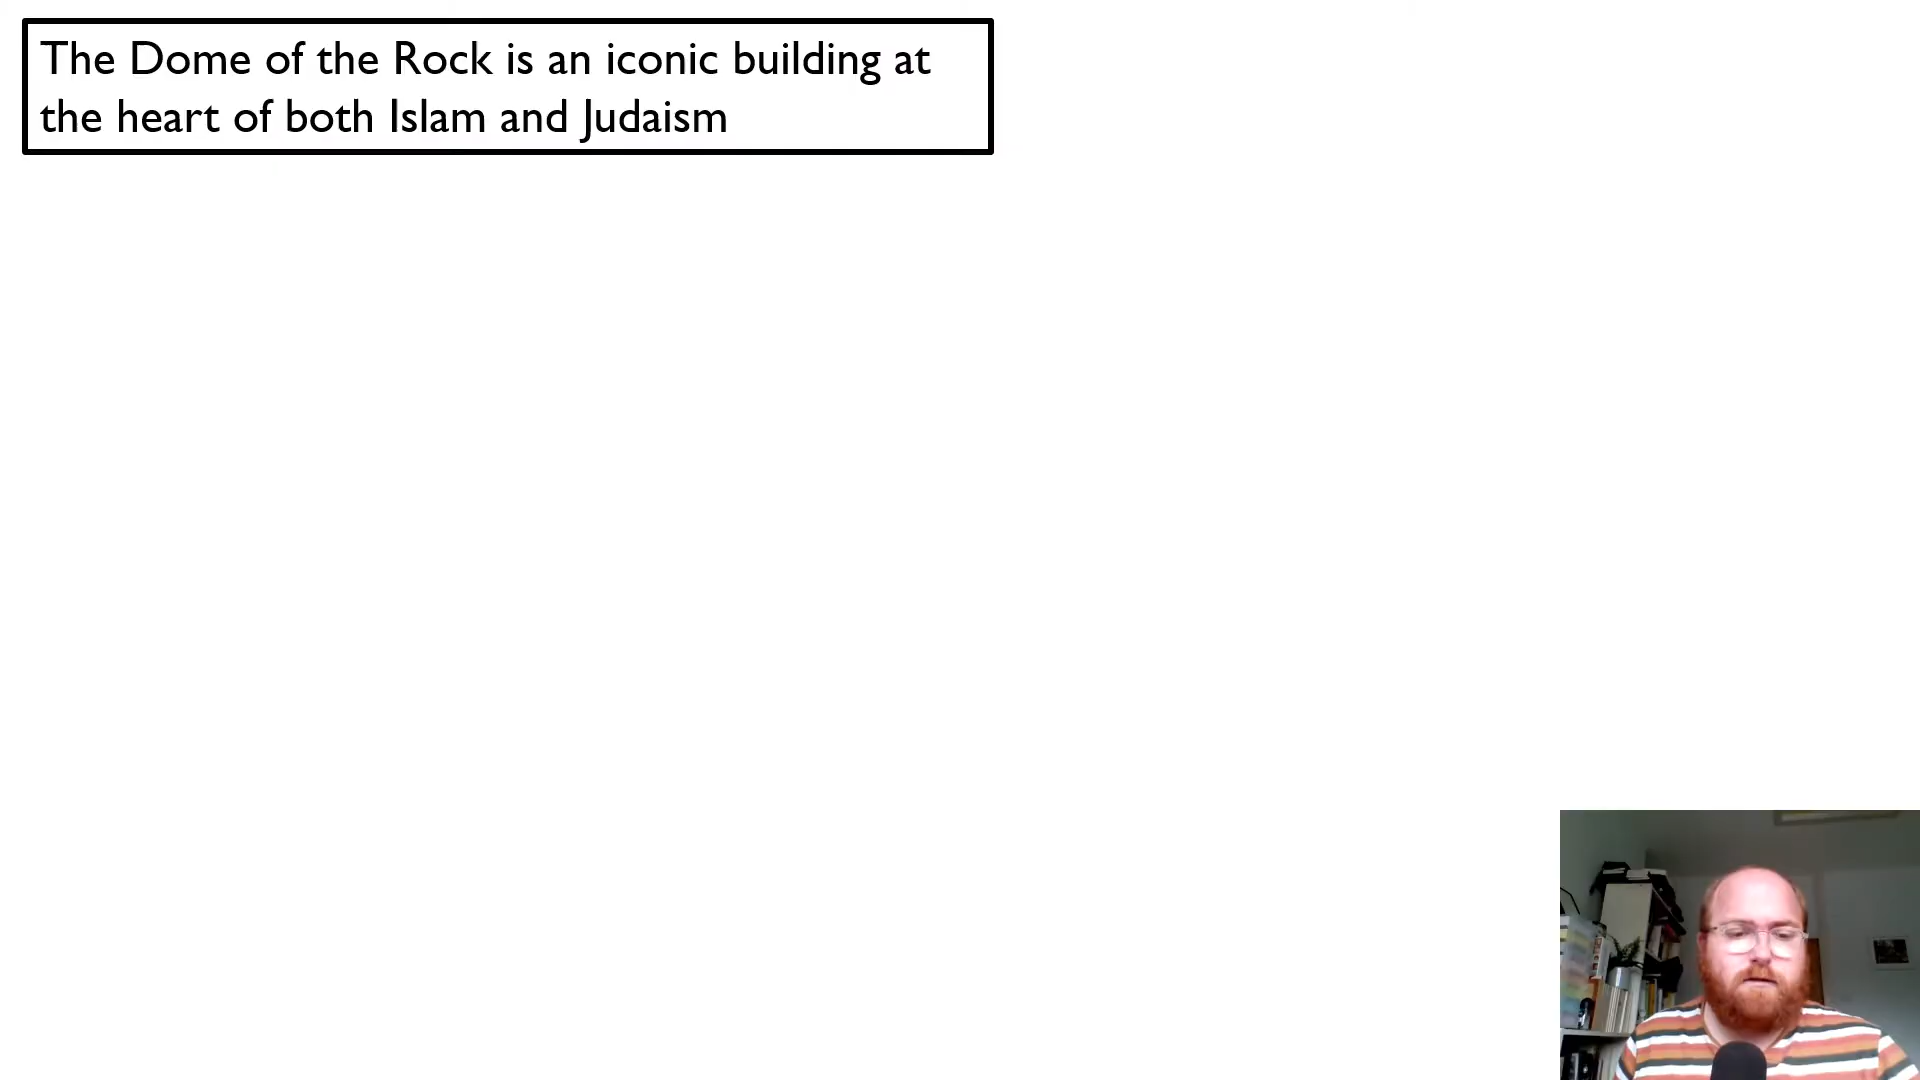 The Dome of the Rock is an iconic building at
the heart of both Islam and Judaism